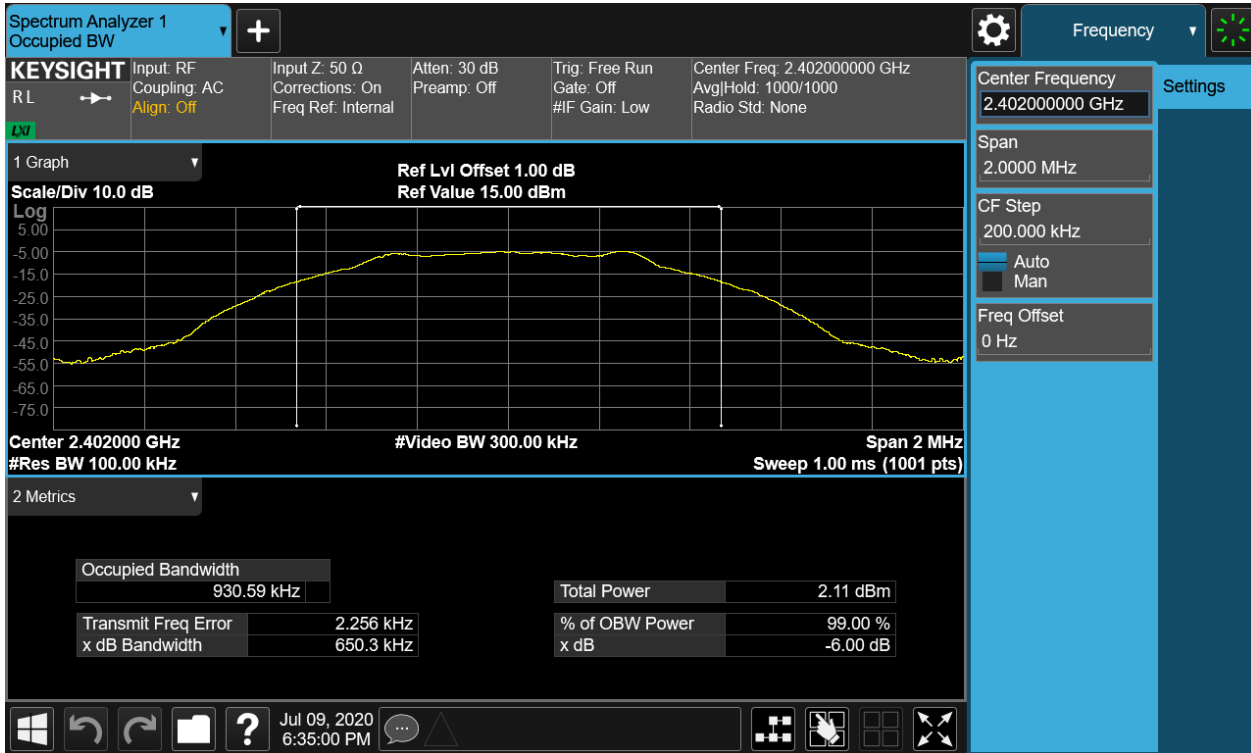 Spectrum Analyzer 1
Occupied BW
+
Frequency
KEYSIGHT
R L
LXI
Input: RF
Coupling: AC
Align: Off
Input Z: 50 Ω
Corrections: On
Freq Ref: Internal
Atten: 30 dB
Preamp: Off
Trig: Free Run
Gate: Off
#IF Gain: Low
Center Freq: 2.402000000 GHz
Avg|Hold: 1000/1000
Radio Std: None
Center Frequency
2.402000000 GHz
Settings
Span
2.0000 MHz
CF Step
200.000 kHz
Auto
Man
Freq Offset
0 Hz
1 Graph
Scale/Div 10.0 dB
Ref Lvl Offset 1.00 dB
Ref Value 15.00 dBm
Log
5.00
-5.00
-15.0
-25.0
-35.0
-45.0
-55.0
-65.0
-75.0
Center 2.402000 GHz
#Video BW 300.00 kHz
Span 2 MHz
#Res BW 100.00 kHz
Sweep 1.00 ms (1001 pts)
2 Metrics
Occupied Bandwidth
930.59 kHz
Total Power 2.11 dBm
Transmit Freq Error 2.256 kHz
% of OBW Power 99.00 %
x dB Bandwidth 650.3 kHz
x dB -6.00 dB
?
Jul 09, 2020
6:35:00 PM